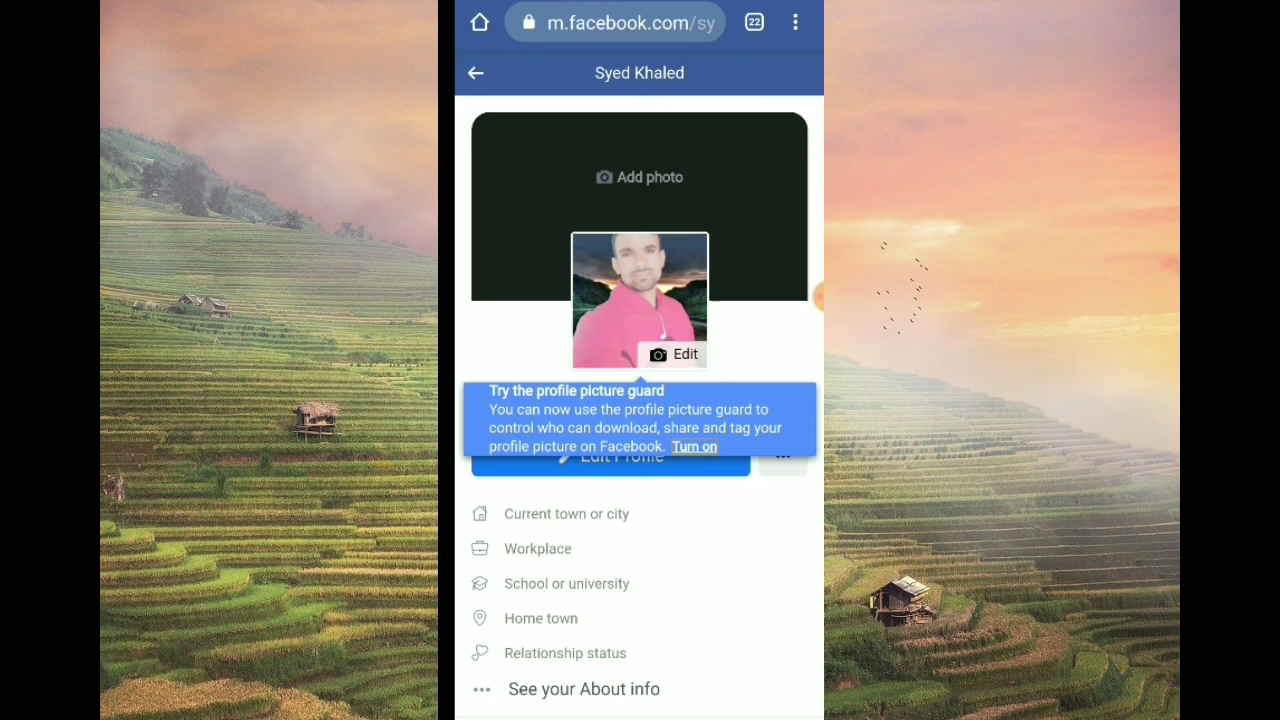 m.facebook.com/sy
22
Syed Khaled
Add photo
Edit
Try the profile picture guard
You can now use the profile picture guard to
control who can download, share and tag your
profile picture on Facebook. Turn on
Edit Profile
Current town or city
Workplace
School or university
Home town
Relationship status
See your About info